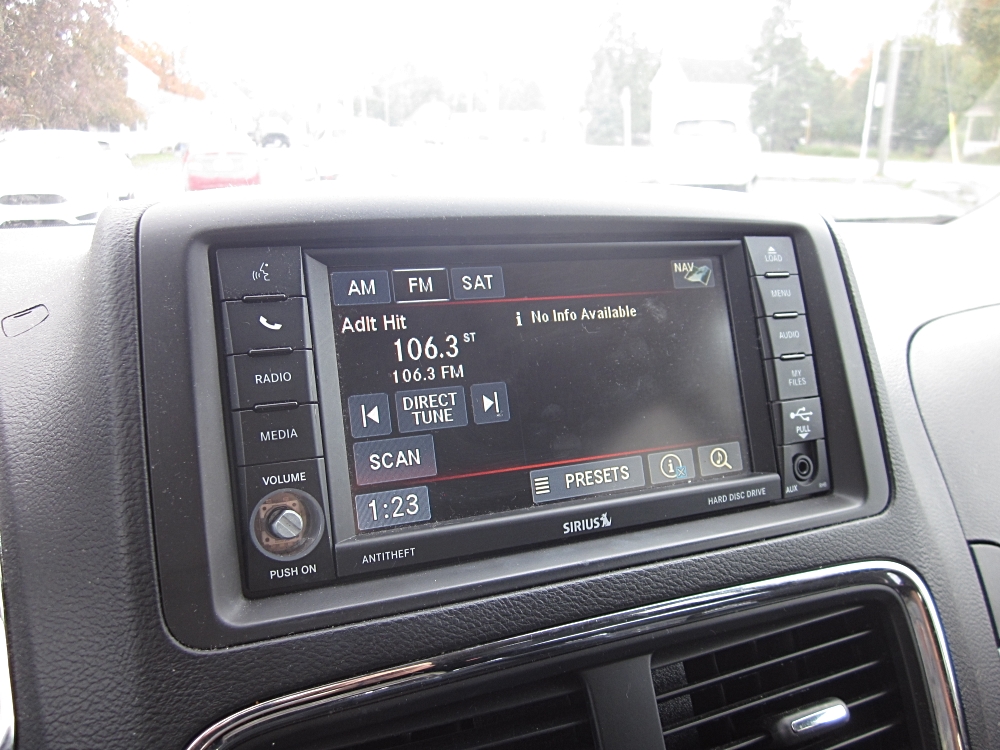 AM FM SAT NAV
Adlt Hit
i No Info Available
106.3 ST
106.3 FM
DIRECT
TUNE
SCAN
PRESETS
i
1:23
RADIO
MEDIA
VOLUME
PUSH ON
ANTITHEFT
SIRIUS
HARD DISC DRIVE
LOAD
MENU
AUDIO
MY
FILES
PULL
AUX